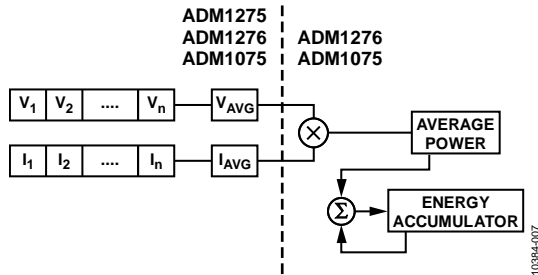 ADM1275
ADM1276
ADM1075
ADM1276
ADM1075
V1 V2 .... Vn
VAVG
I1 I2 .... In
IAVG
×
AVERAGE
POWER
Σ
ENERGY
ACCUMULATOR
10384-007